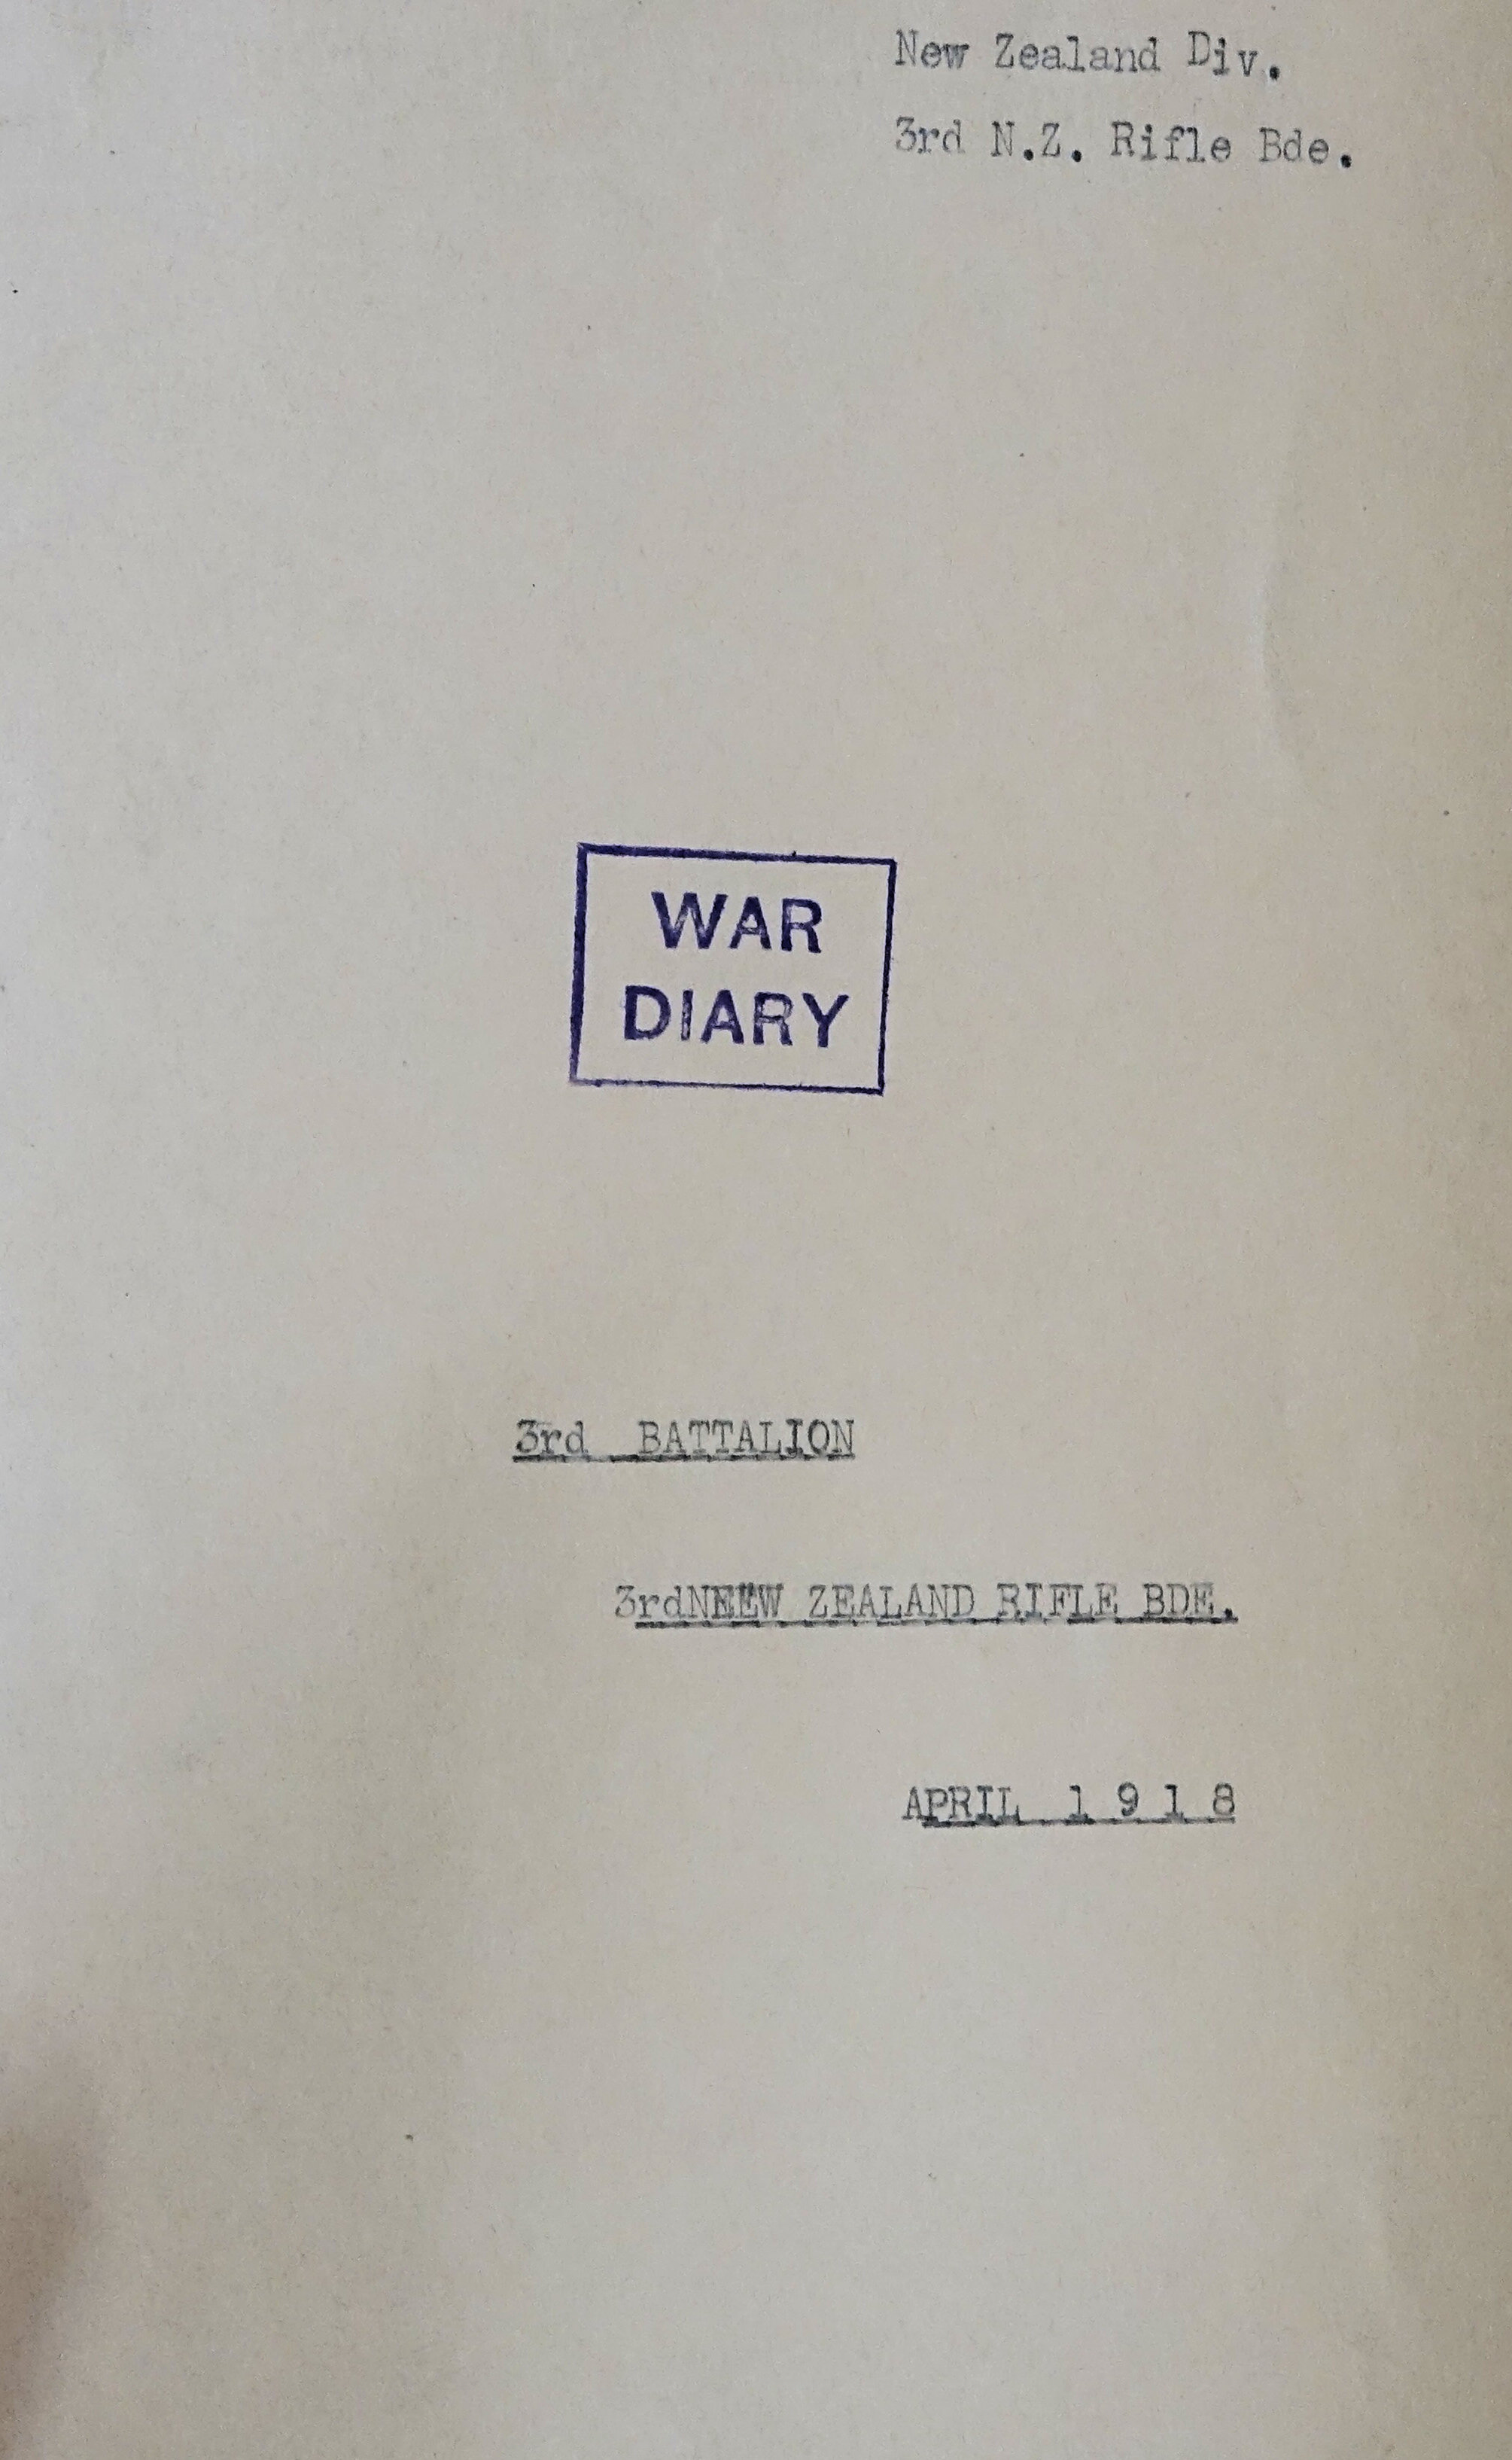 New Zealand Div.
3rd N.Z. Rifle Bde.
WAR
DIARY
3rd BATTALION
3rdNEEW ZEALAND RIFLE BDE.
APRIL 1 9 1 8